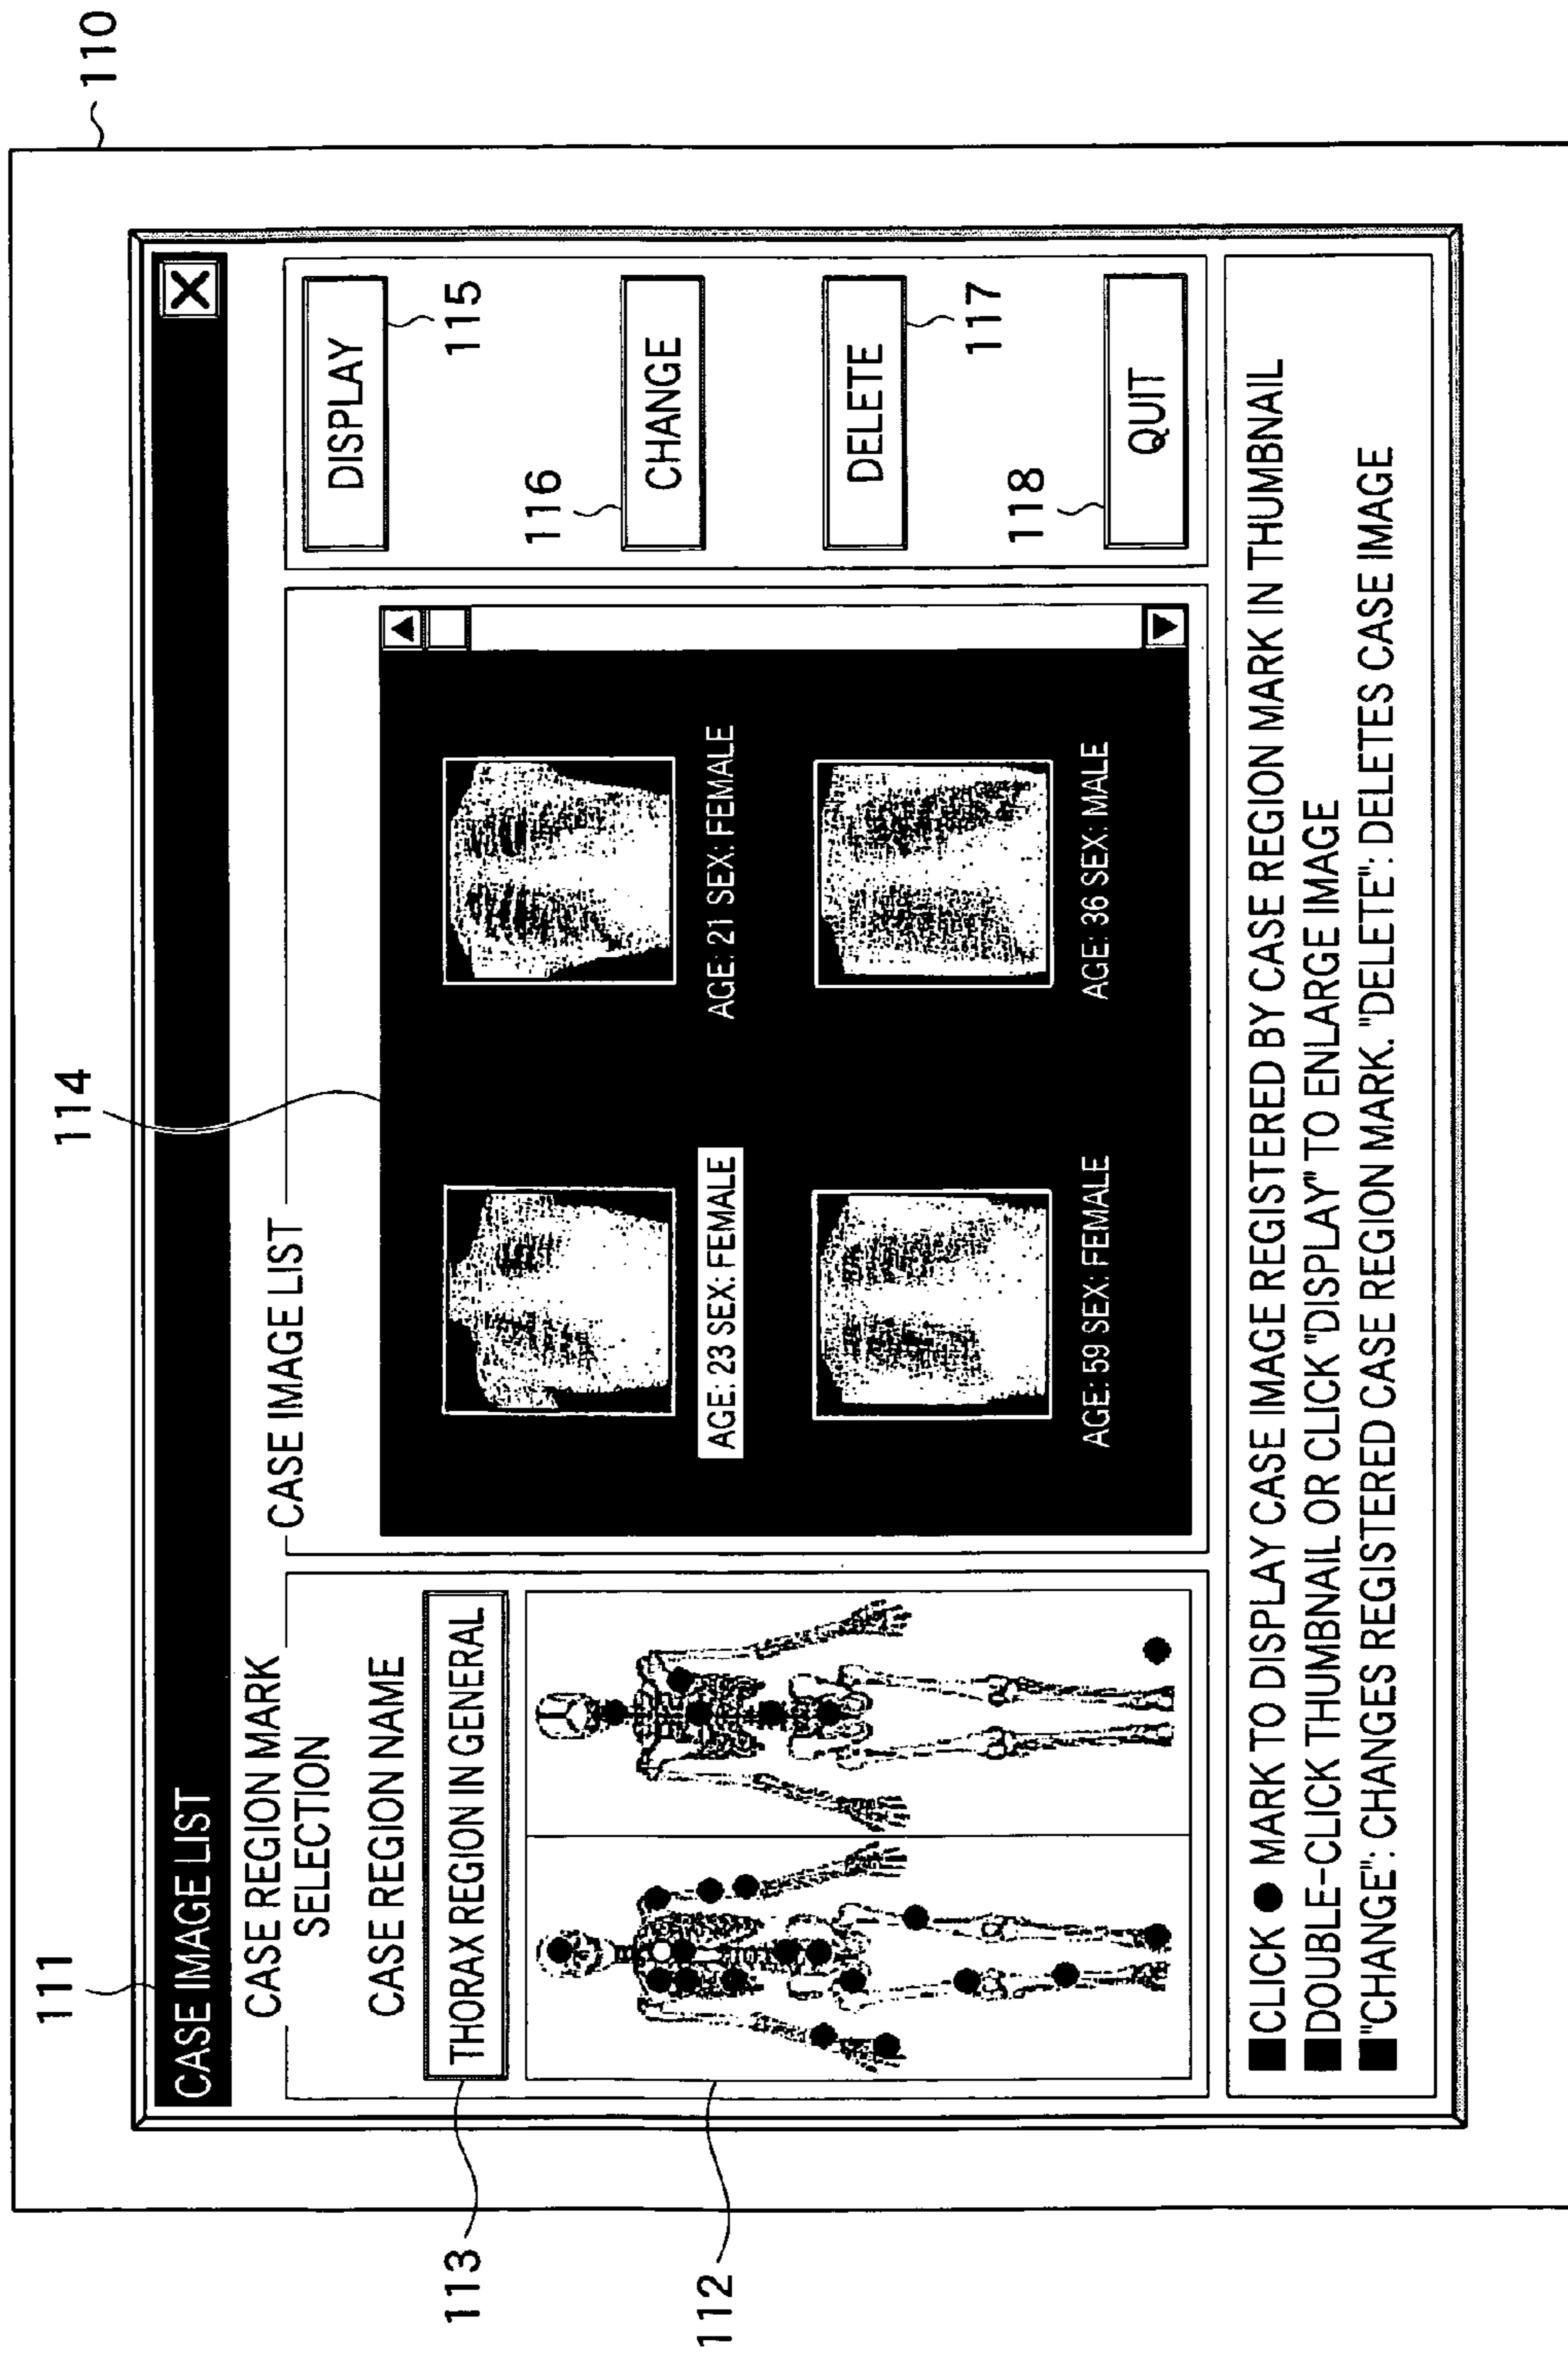 110
111
CASE IMAGE LIST
X
CASE REGION MARK
SELECTION
CASE REGION NAME
THORAX REGION IN GENERAL
113
112
CASE IMAGE LIST
114
AGE: 23 SEX: FEMALE
AGE: 21 SEX: FEMALE
AGE: 59 SEX: FEMALE
AGE: 36 SEX: MALE
DISPLAY
115
116
CHANGE
DELETE
117
118
QUIT
■CLICK ● MARK TO DISPLAY CASE IMAGE REGISTERED BY CASE REGION MARK IN THUMBNAIL
■DOUBLE-CLICK THUMBNAIL OR CLICK "DISPLAY" TO ENLARGE IMAGE
■"CHANGE": CHANGES REGISTERED CASE REGION MARK. "DELETE": DELETES CASE IMAGE